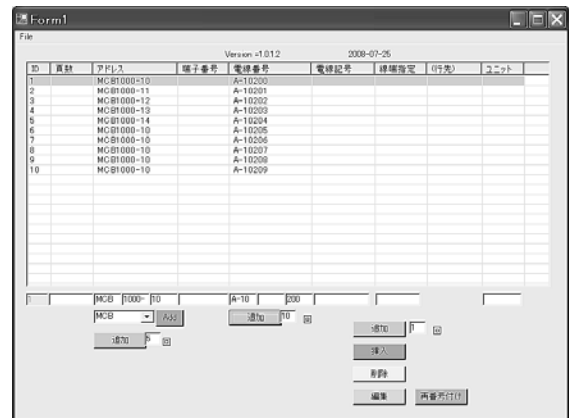 Form1
File
Version =1.01.2 2008-07-25
ID 頁数 アドレス 端子番号 電線番号 電線記号 線端指定 (行先) ユニット
1 MCB1000-10 A-10200
2 MCB1000-11 A-10201
3 MCB1000-12 A-10202
4 MCB1000-13 A-10203
5 MCB1000-14 A-10204
6 MCB1000-10 A-10205
7 MCB1000-10 A-10206
8 MCB1000-10 A-10207
9 MCB1000-10 A-10208
10 MCB1000-10 A-10209
1 MCB 1000- 10 A-10 200
MCB Add 追加 10 回
追加 5 回 追加 1 回
挿入
削除
編集 再番号付け